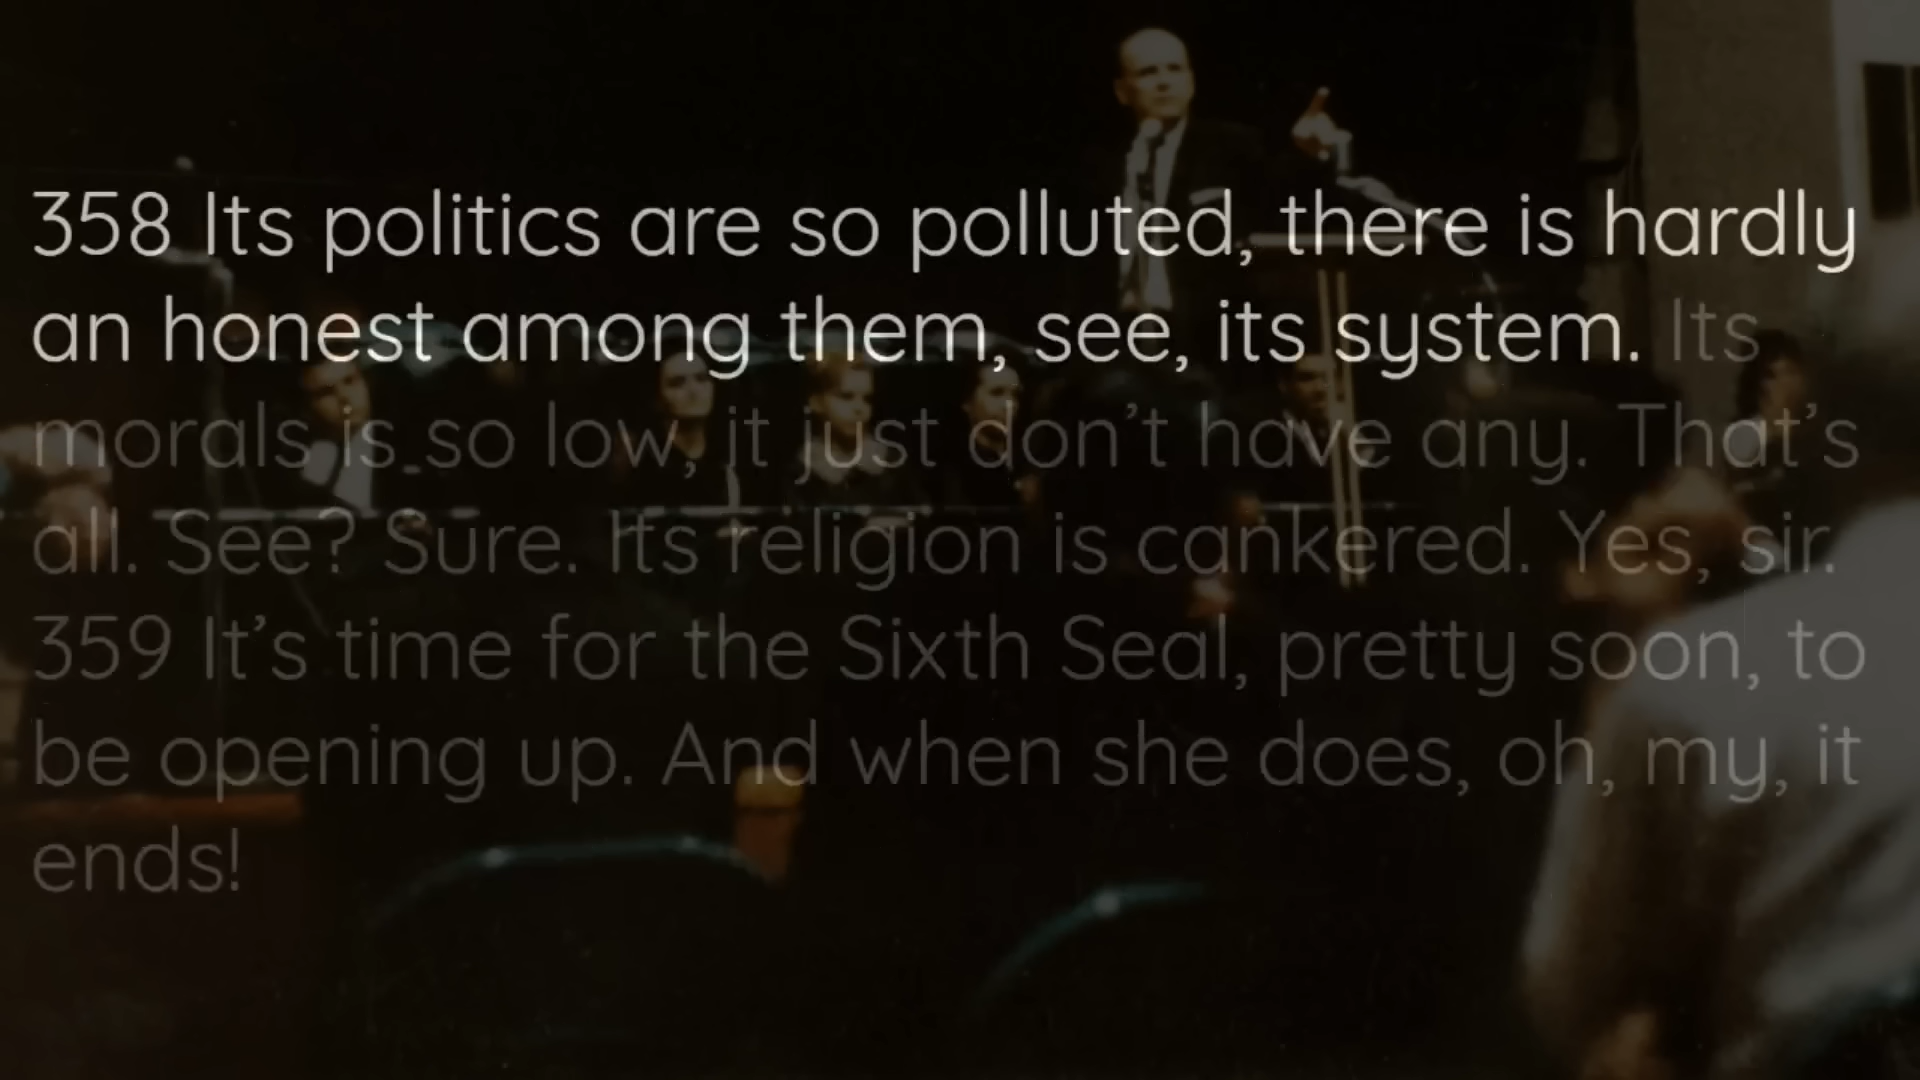 358 Its politics are so polluted, there is hardly
an honest among them, see, its system. Its
morals is so low, it just don’t have any. That’s
all. See? Sure. Its religion is cankered. Yes, sir.
359 It’s time for the Sixth Seal, pretty soon, to
be opening up. And when she does, oh, my, it
ends!